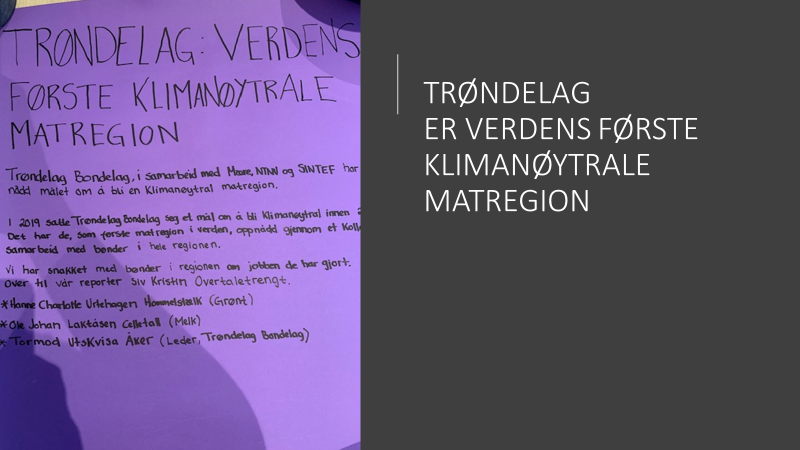 TRØNDELAG: VERDENS
FØRSTE KLIMANØYTRALE
MATREGION
Trøndelag Bondelag, i samarbeid med Mære, NTNU og SINTEF har
nådd målet om å bli en Klimanøytral matregion.
I 2019 satte Trøndelag Bondelag seg et mål om å bli Klimanøytral innen
Det har de, som første matregion i verden, oppnådd gjennom et
samarbeid med bønder i hele regionen.
Vi har snakket med bønder i regionen om jobben de har gjort.
Over til vår reporter Siv Kristin Overtaletrengt.
*Hanne Charlotte Urtehagen Hommelstalk (Grønt)
*Ole Johan Laktåsen Celletall (Melk)
* Tormod Utskvisa Åker (Leder, Trøndelag Bondelag)
TRØNDELAG
ER VERDENS FØRSTE
KLIMANØYTRALE
MATREGION